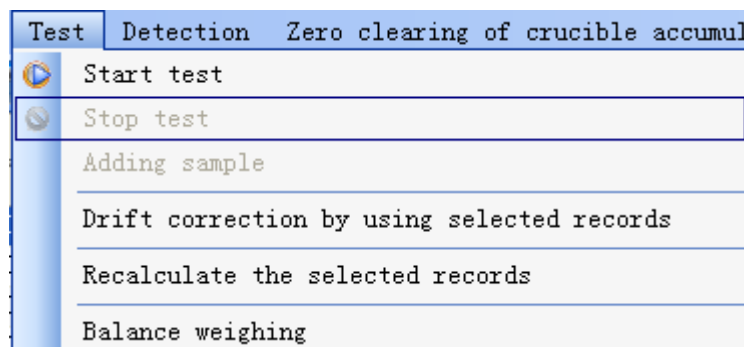 Test Detection Zero clearing of crucible
Start test
Stop test
Adding sample
Drift correction by using selected records
Recalculate the selected records
Balance weighing